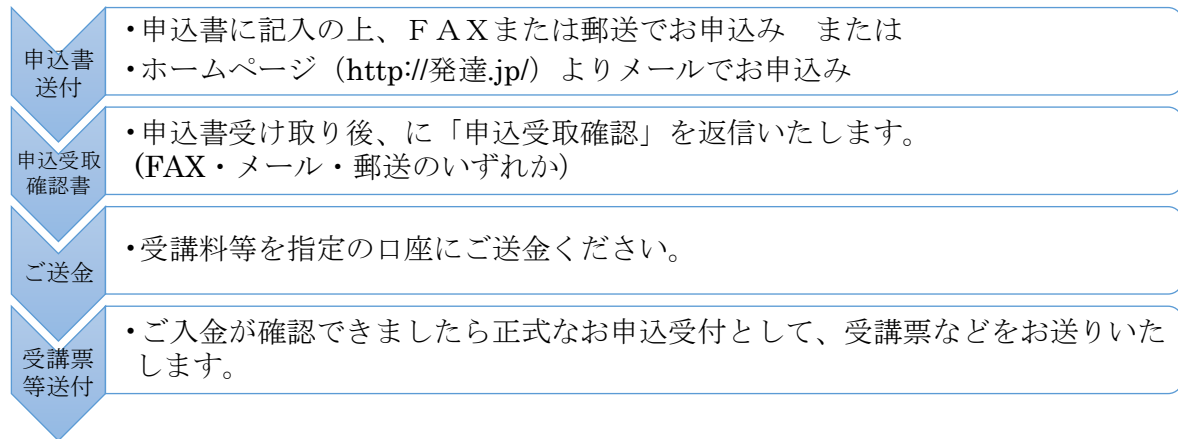 申込書
送付
・申込書に記入の上、ＦＡＸまたは郵送でお申込み　または
・ホームページ（http://発達.jp/）よりメールでお申込み
申込受取
確認書
・申込書受け取り後、に「申込受取確認」を返信いたします。
(FAX・メール・郵送のいずれか）
ご送金
・受講料等を指定の口座にご送金ください。
受講票
等送付
・ご入金が確認できましたら正式なお申込受付として、受講票などをお送りいた
します。